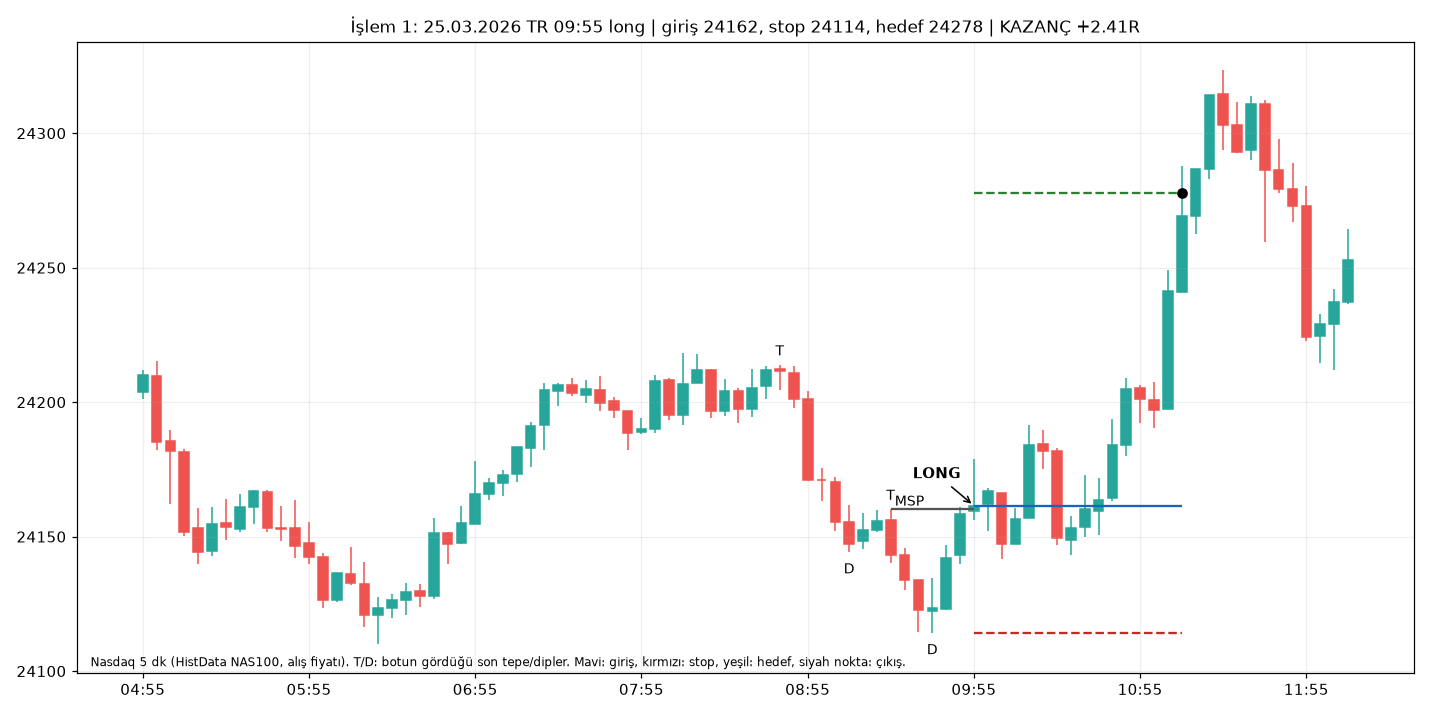 İşlem 1: 25.03.2026 TR 09:55 long | giriş 24162, stop 24114, hedef 24278 | KAZANÇ +2.41R
24300
24250
24200
24150
24100
T
LONG
T
MSP
D
D
Nasdaq 5 dk (HistData NAS100, alış fiyatı). T/D: botun gördüğü son tepe/dipler. Mavi: giriş, kırmızı: stop, yeşil: hedef, siyah nokta: çıkış.
04:55 05:55 06:55 07:55 08:55 09:55 10:55 11:55